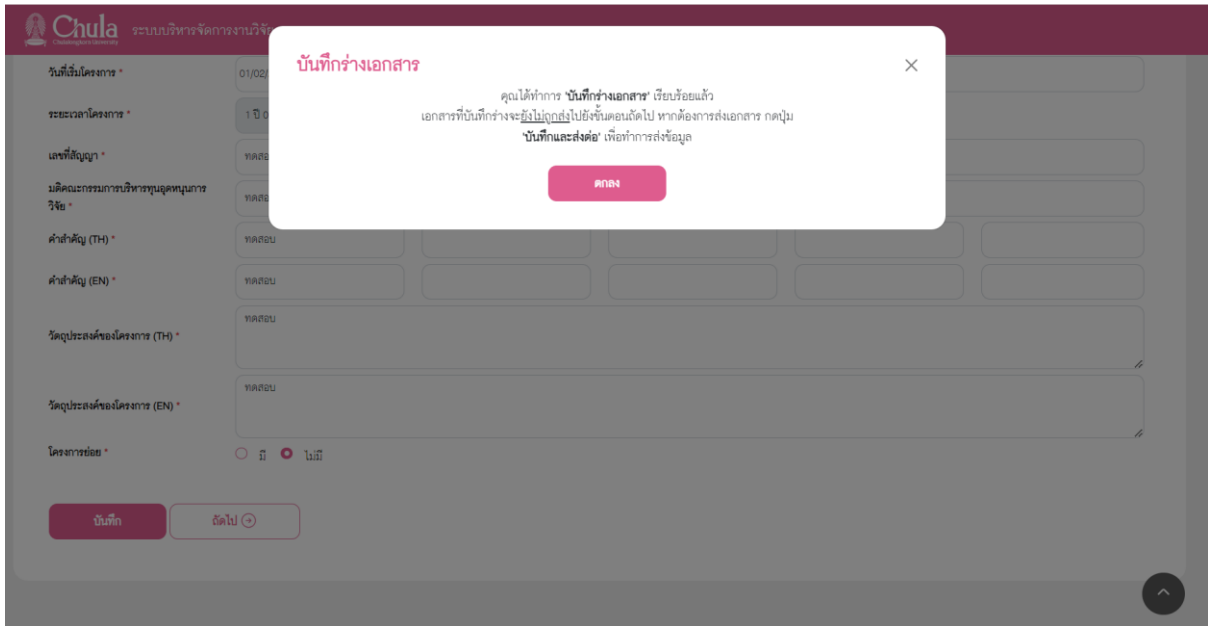 Chula
Chulalongkorn University
ระบบบริหารจัดการงานวิจัย
บันทึกร่างเอกสาร
คุณได้ทำการ 'บันทึกร่างเอกสาร' เรียบร้อยแล้ว
เอกสารที่บันทึกร่างจะยังไม่ถูกส่งไปยังขั้นตอนถัดไป หากต้องการส่งเอกสาร กดปุ่ม
'บันทึกและส่งต่อ' เพื่อทำการส่งข้อมูล
ตกลง
วันที่เริ่มโครงการ * 01/02/
ระยะเวลาโครงการ * 1 ปี 0
เลขที่สัญญา *
มติคณะกรรมการบริหารทุนอุดหนุนการ
วิจัย *
คำสำคัญ (TH) * ทดสอบ
คำสำคัญ (EN) * ทดสอบ
ทดสอบ
วัตถุประสงค์ของโครงการ (TH) *
ทดสอบ
วัตถุประสงค์ของโครงการ (EN) *
โครงการย่อย * มี ไม่มี
บันทึก ถัดไป